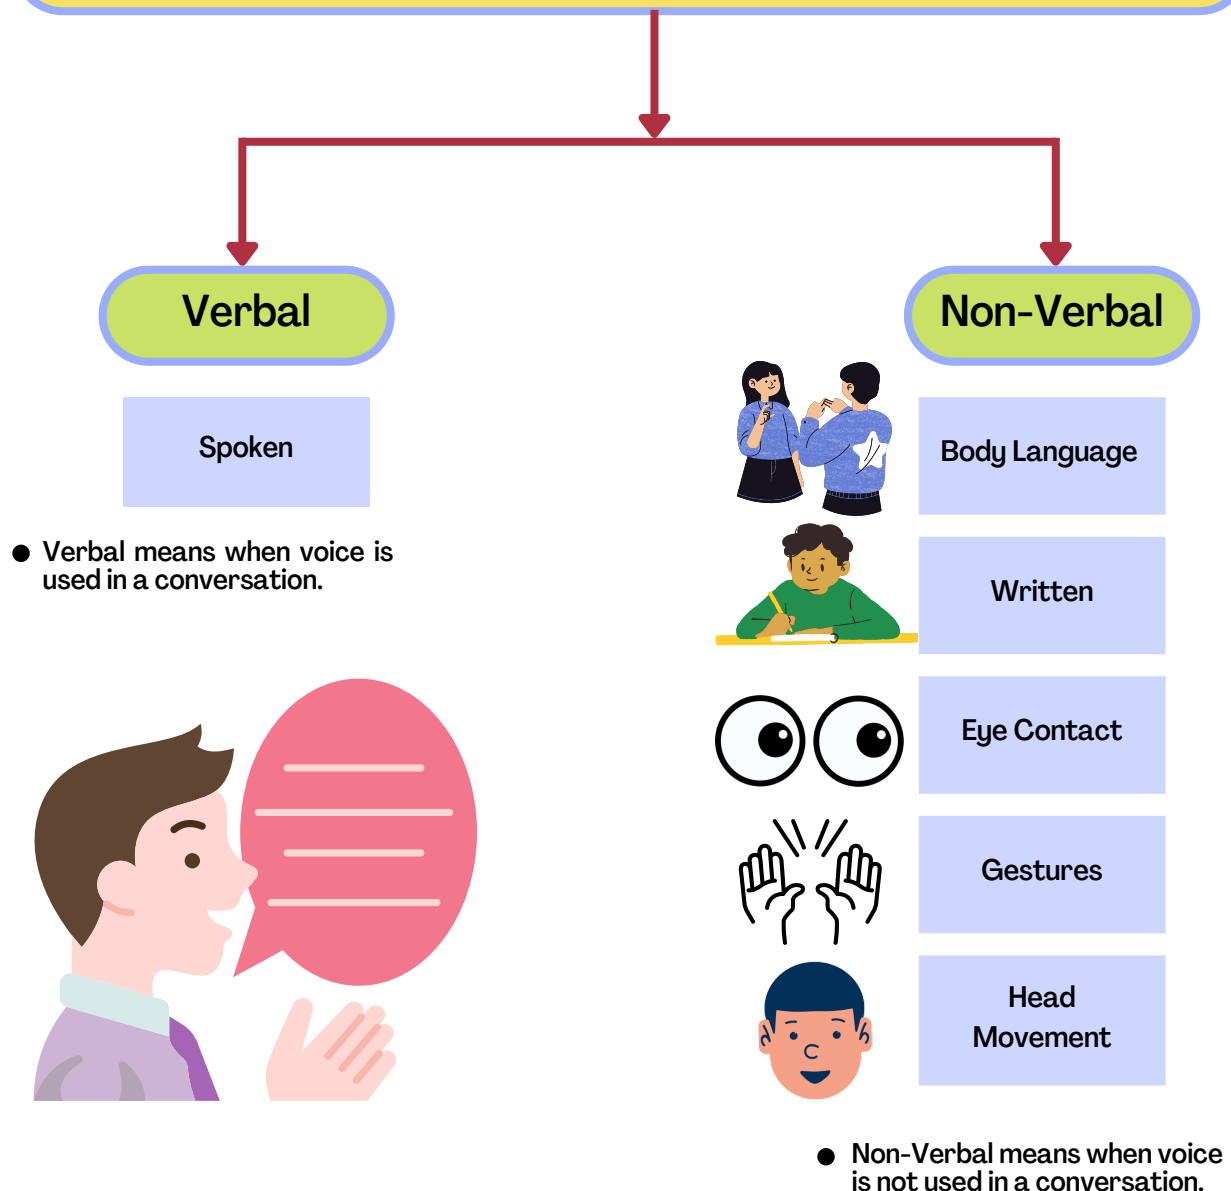 Verbal
Non-Verbal
Spoken
● Verbal means when voice is
used in a conversation.
Body Language
Written
Eye Contact
Gestures
Head
Movement
● Non-Verbal means when voice
is not used in a conversation.